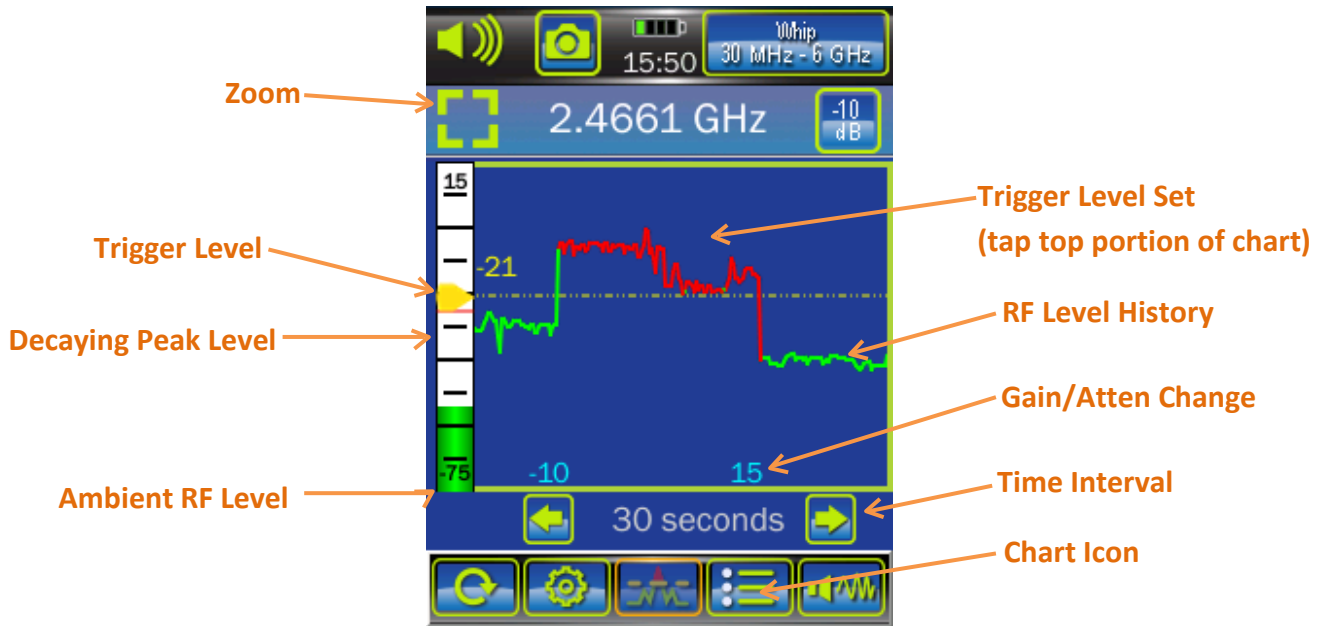 Whip
15:50
30 MHz - 6 GHz
Zoom
2.4661 GHz
-10
dB
15
Trigger Level Set
(tap top portion of chart)
Trigger Level
-21
RF Level History
Decaying Peak Level
Gain/Atten Change
-75
-10
15
Ambient RF Level
Time Interval
30 seconds
Chart Icon